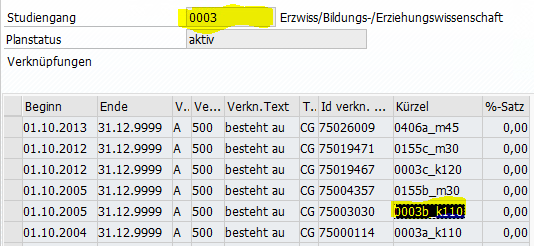 Studiengang 0003 Erzwiss/Bildungs-/Erziehungswissenschaft
Planstatus aktiv
Verknüpfungen
Beginn Ende V.. Ve... Verkn.Text T.. Id verkn. ... Kürzel %-Satz
01.10.2013 31.12.9999 A 500 besteht au CG 75026009 0406a_m45 0,00
01.10.2012 31.12.9999 A 500 besteht au CG 75019471 0155c_m30 0,00
01.10.2012 31.12.9999 A 500 besteht au CG 75019467 0003c_k120 0,00
01.10.2005 31.12.9999 A 500 besteht au CG 75004357 0155b_m30 0,00
01.10.2005 31.12.9999 A 500 besteht au CG 75003030 0003b_k110 0,00
01.10.2004 31.12.9999 A 500 besteht au CG 75000114 0003a_k110 0,00